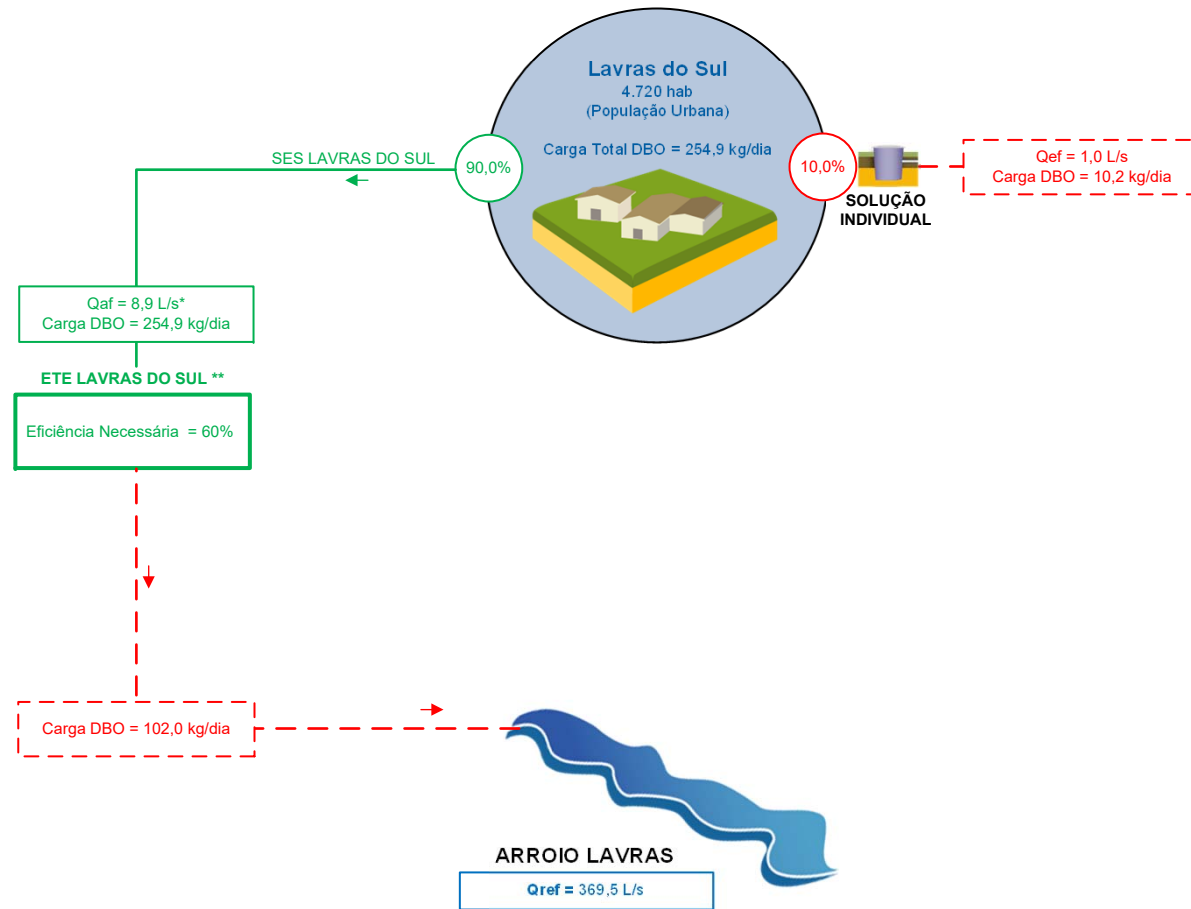 Lavras do Sul
4.720 hab
(População Urbana)
Carga Total DBO = 254,9 kg/dia
SES LAVRAS DO SUL
90,0%
10,0%
SOLUÇÃO
INDIVIDUAL
Qef = 1,0 L/s
Carga DBO = 10,2 kg/dia
Qaf = 8,9 L/s*
Carga DBO = 254,9 kg/dia
ETE LAVRAS DO SUL **
Eficiência Necessária = 60%
Carga DBO = 102,0 kg/dia
ARROIO LAVRAS
Qref = 369,5 L/s